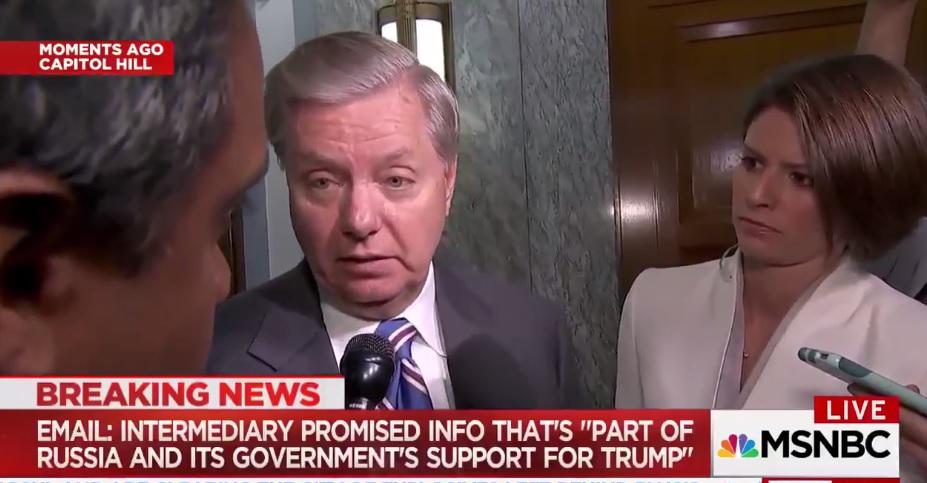 MOMENTS AGO
CAPITOL HILL
BREAKING NEWS
EMAIL: INTERMEDIARY PROMISED INFO THAT'S "PART OF
RUSSIA AND ITS GOVERNMENT'S SUPPORT FOR TRUMP"
LIVE
MSNBC